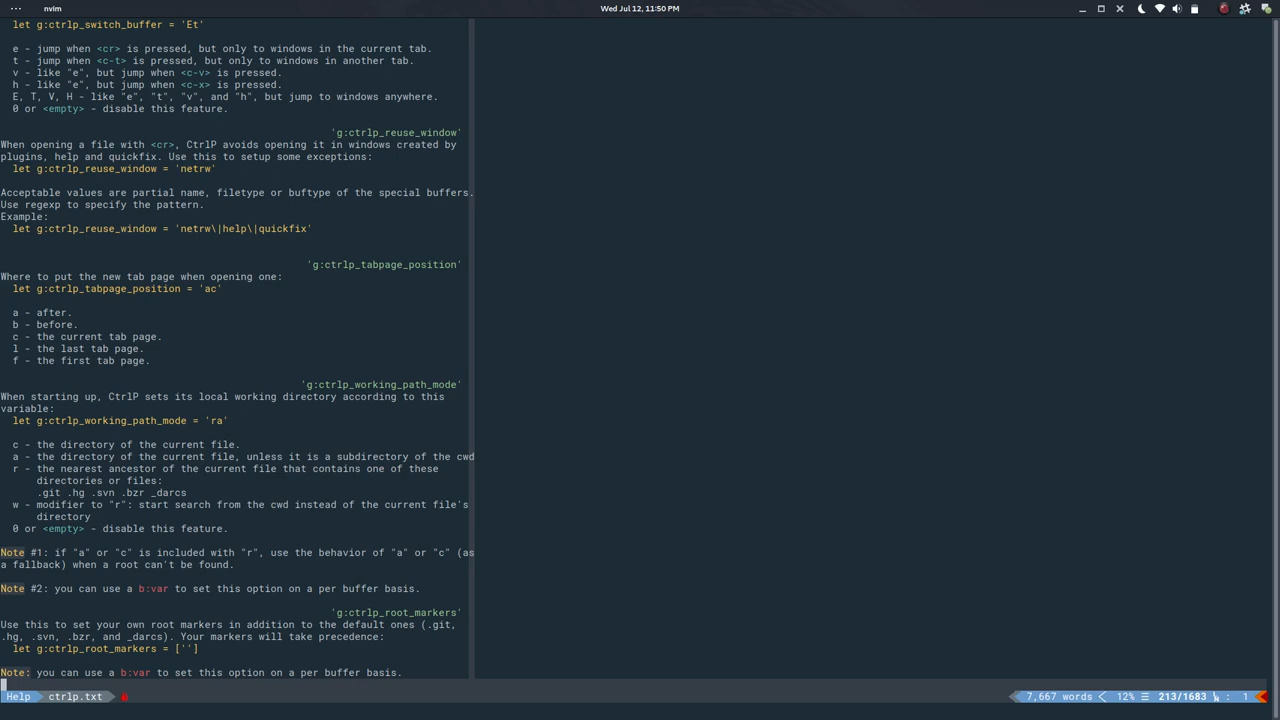 nvim
Wed Jul 12, 11:50 PM
let g:ctrlp_switch_buffer = 'Et'
e - jump when <cr> is pressed, but only to windows in the current tab.
t - jump when <c-t> is pressed, but only to windows in another tab.
v - like "e", but jump when <c-v> is pressed.
h - like "e", but jump when <c-x> is pressed.
E, T, V, H - like "e", "t", "v", and "h", but jump to windows anywhere.
0 or <empty> - disable this feature.
'g:ctrlp_reuse_window'
When opening a file with <cr>, CtrlP avoids opening it in windows created by
plugins, help and quickfix. Use this to setup some exceptions:
let g:ctrlp_reuse_window = 'netrw'
Acceptable values are partial name, filetype or buftype of the special buffers.
Use regexp to specify the pattern.
Example:
let g:ctrlp_reuse_window = 'netrw\|help\|quickfix'
'g:ctrlp_tabpage_position'
Where to put the new tab page when opening one:
let g:ctrlp_tabpage_position = 'ac'
a - after.
b - before.
c - the current tab page.
l - the last tab page.
f - the first tab page.
'g:ctrlp_working_path_mode'
When starting up, CtrlP sets its local working directory according to this
variable:
let g:ctrlp_working_path_mode = 'ra'
c - the directory of the current file.
a - the directory of the current file, unless it is a subdirectory of the cwd
r - the nearest ancestor of the current file that contains one of these
directories or files:
.git .hg .svn .bzr _darcs
w - modifier to "r": start search from the cwd instead of the current file's
directory
0 or <empty> - disable this feature.
Note #1: if "a" or "c" is included with "r", use the behavior of "a" or "c" (as
a fallback) when a root can't be found.
Note #2: you can use a b:var to set this option on a per buffer basis.
'g:ctrlp_root_markers'
Use this to set your own root markers in addition to the default ones (.git,
.hg, .svn, .bzr, and _darcs). Your markers will take precedence:
let g:ctrlp_root_markers = ['']
Note: you can use a b:var to set this option on a per buffer basis.
Help ctrlp.txt 7,667 words 12% ☰ 213/1683 : 1